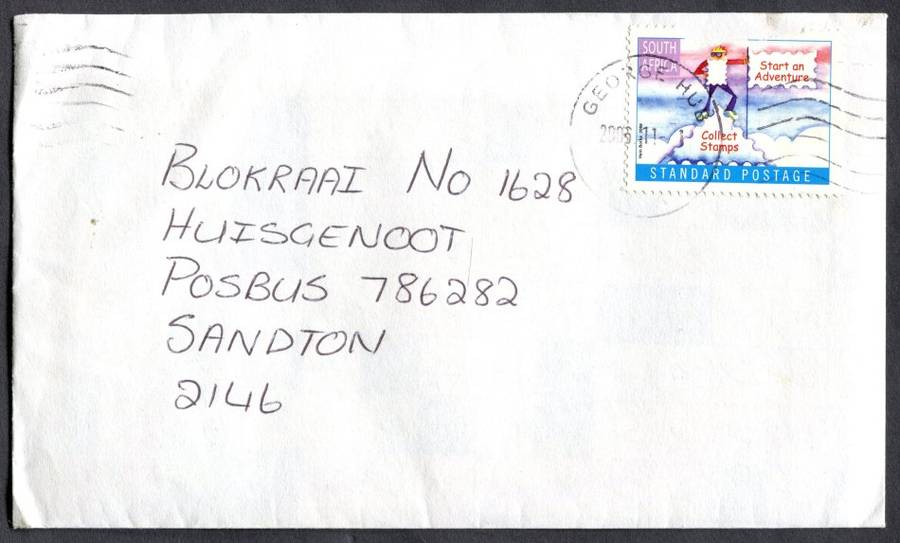 SOUTH
AFRICA
Start an
Adventure
Collect
Stamps
STANDARD POSTAGE
BLOKRAAI No 1628
HUISGENOOT
POSBUS 786282
SANDTON
2146